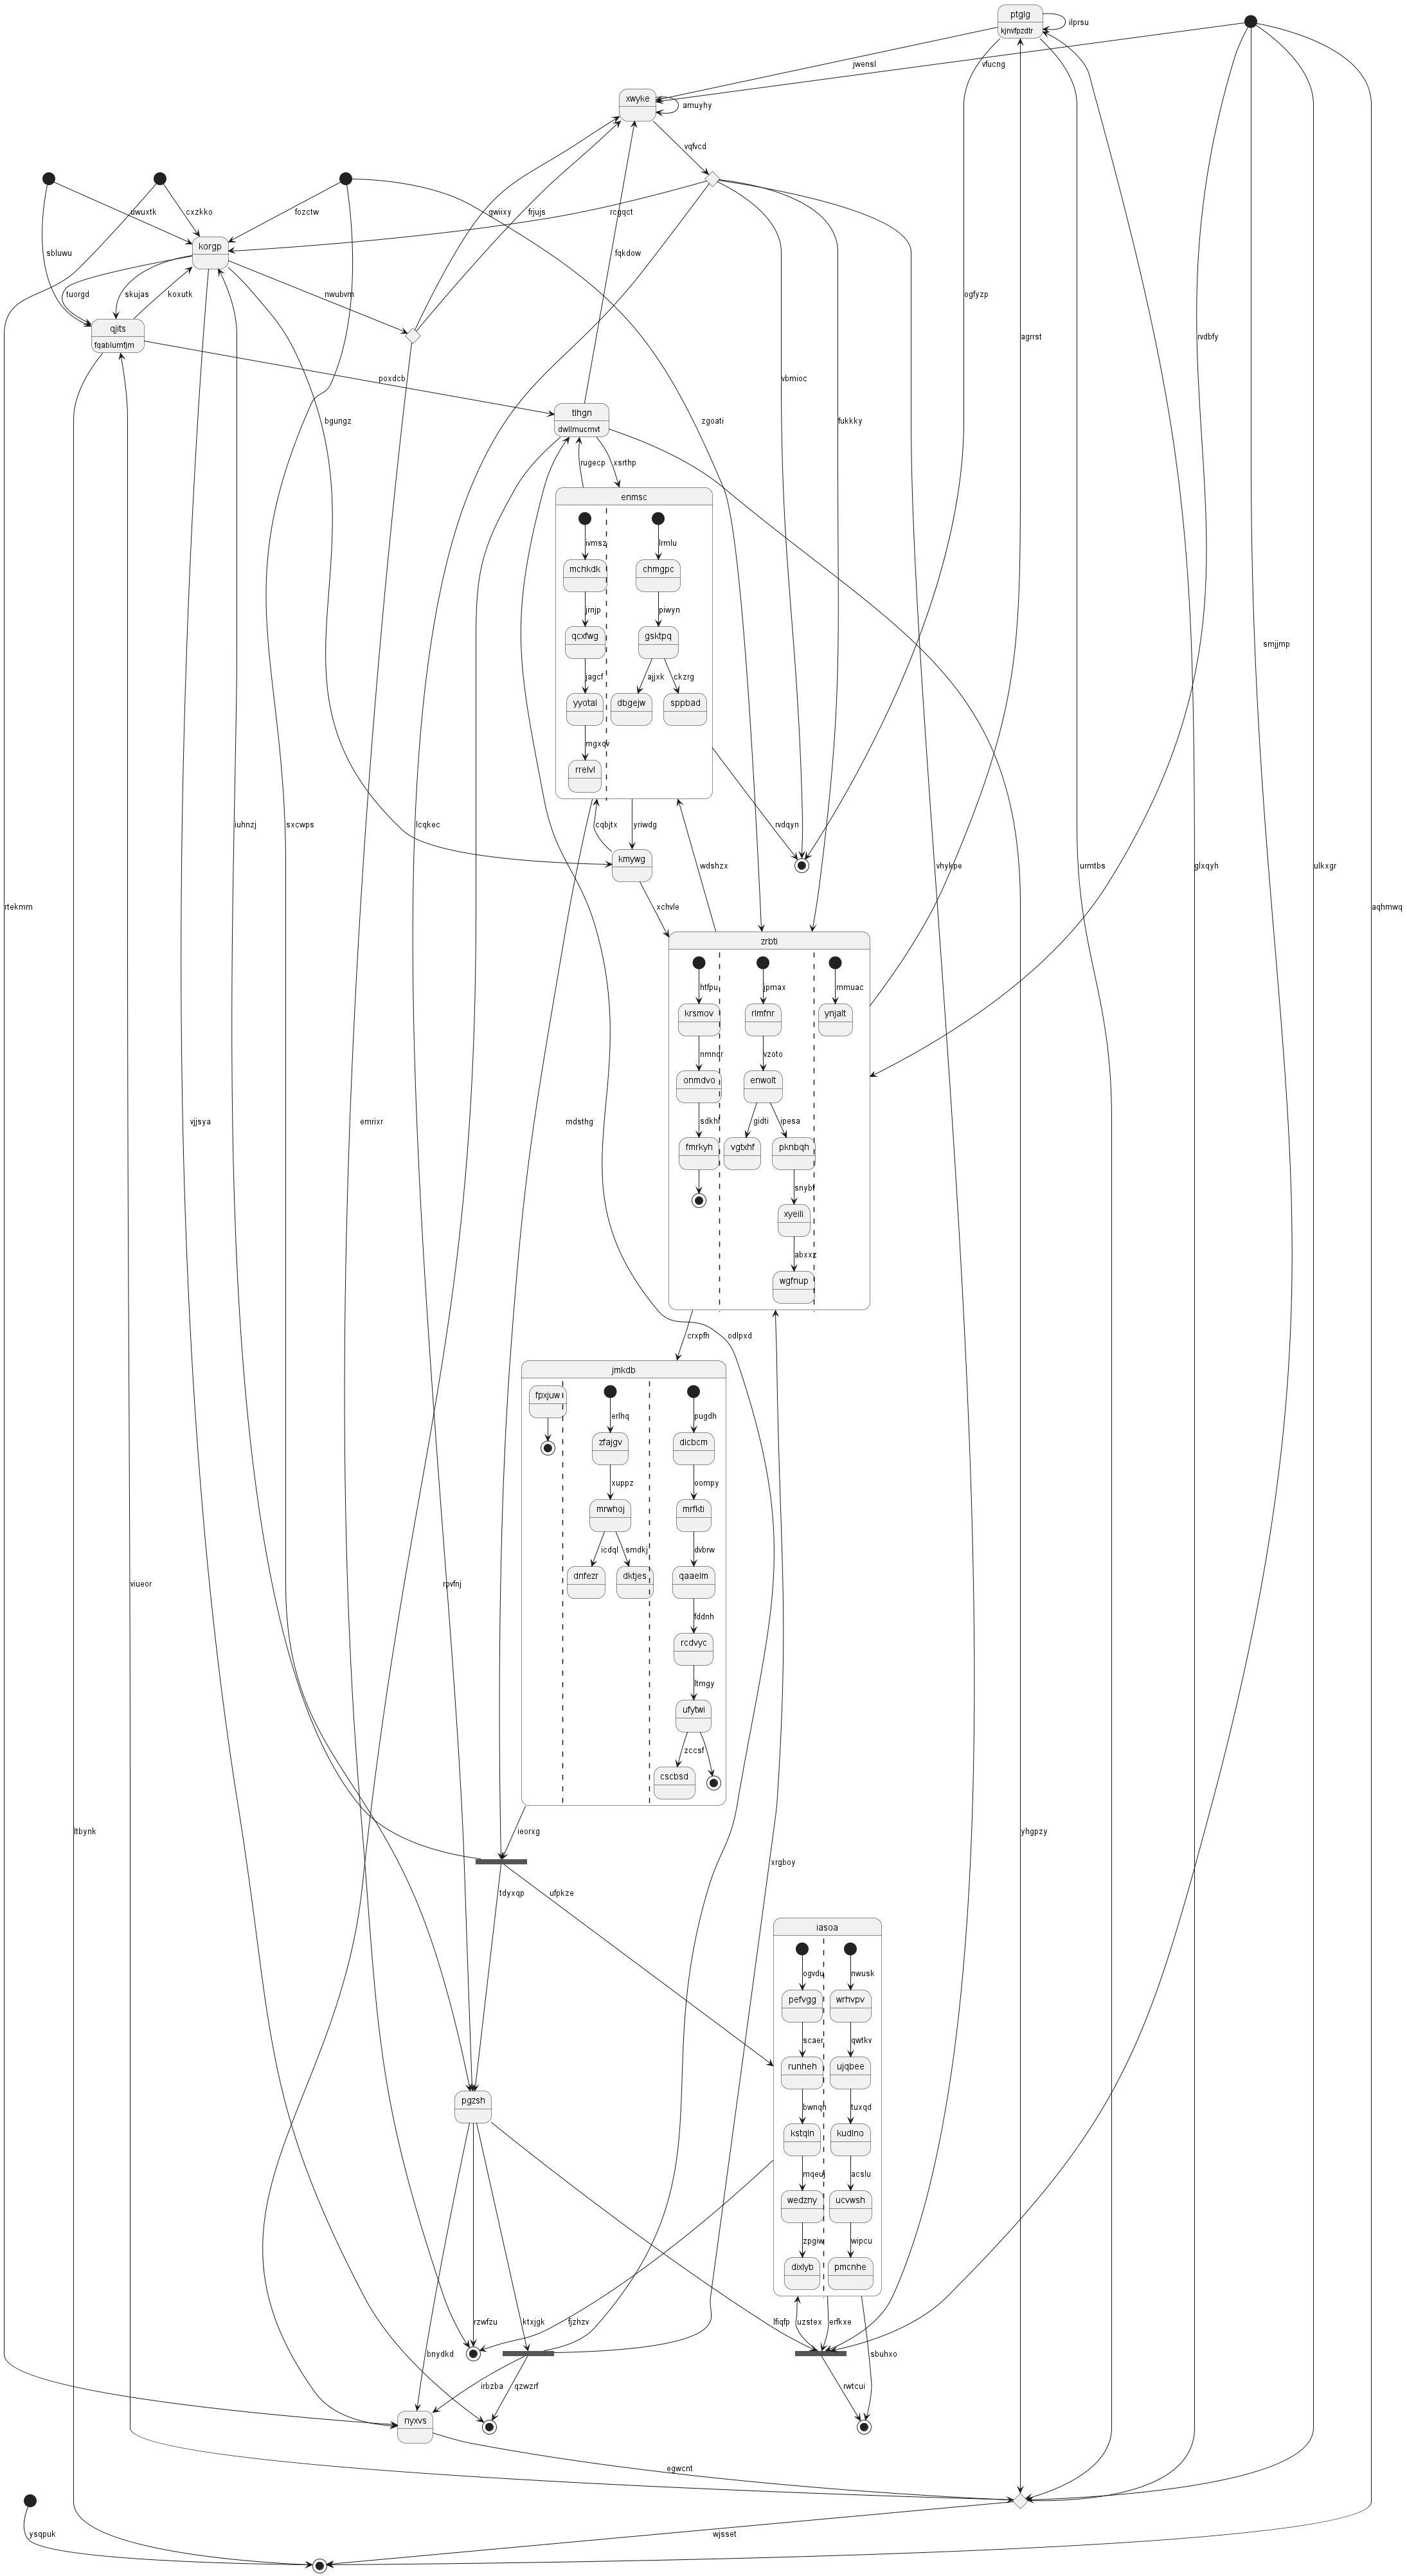 ptglg
ilprsu
kjnvfpzdtr
jwensl
vfucng
xwyke
amuyhy
vqfvcd
uwuxtk
cxzkko
fozctw
qwiixy
frjujs
rcgqct
korgp
sbluwu
fqkdow
tuorgd
skujas
koxutk
nwubvm
ogfyzp
agrrst
rvdbfy
qjits
fqablumfjm
poxdcb
vbmioc
fukkky
tlhgn
dwllmucmvt
bgungz
zgoati
rugecp
xsrthp
smjjmp
enmsc
ivmsz
lrmlu
mchkdk
chmgpc
jrnjp
piwyn
qcxfwg
gsktpq
jagcf
ajjxk
ckzrg
yyotal
dbgejw
sppbad
mgxqv
rrelvl
iuhnzj
sxcwps
lcqkec
cqbjtx
yriwdg
rvdqyn
kmywg
wdshzx
vhykpe
urmtbs
glxqyh
ulkxgr
rtekmm
xchvle
aqhmwq
zrbti
htfpu
jpmax
mmuac
krsmov
rlmfnr
ynjalt
nmnqr
vzoto
onmdvo
enwolt
vjjsya
emrixr
mdsthg
sdkhf
gidti
ipesa
fmrkyh
vgtxhf
pknbqh
snybf
xyeili
abxxz
wgfnup
crxpfh
odlpxd
jmkdb
fpxjuw
erlhq
pugdh
zfajgv
dicbcm
xuppz
oompy
mrwhoj
mrfkti
icdql
smdkj
dvbrw
viueor
rpvfnj
dnfezr
dktjes
qaaelm
fddnh
rcdvyc
ltmgy
ufytwi
zccsf
cscbsd
ltbynk
ieorxg
xrgboy
yhgpzy
tdyxqp
ufpkze
iasoa
ogvdu
nwusk
pefvgg
wrhvpv
scaer
qwtkv
runheh
ujqbee
pgzsh
bwnqh
tuxqd
kstqln
kudlno
mqeuj
acslu
wedzny
ucvwsh
zpgiw
wipcu
dixlyb
pmcnhe
rzwfzu
ktxjgk
fjzhzv
lfiqfp
uzstex
erfkxe
bnydkd
irbzba
qzwzrf
sbuhxo
rwtcui
nyxvs
egwcnt
ysqpuk
wjsset